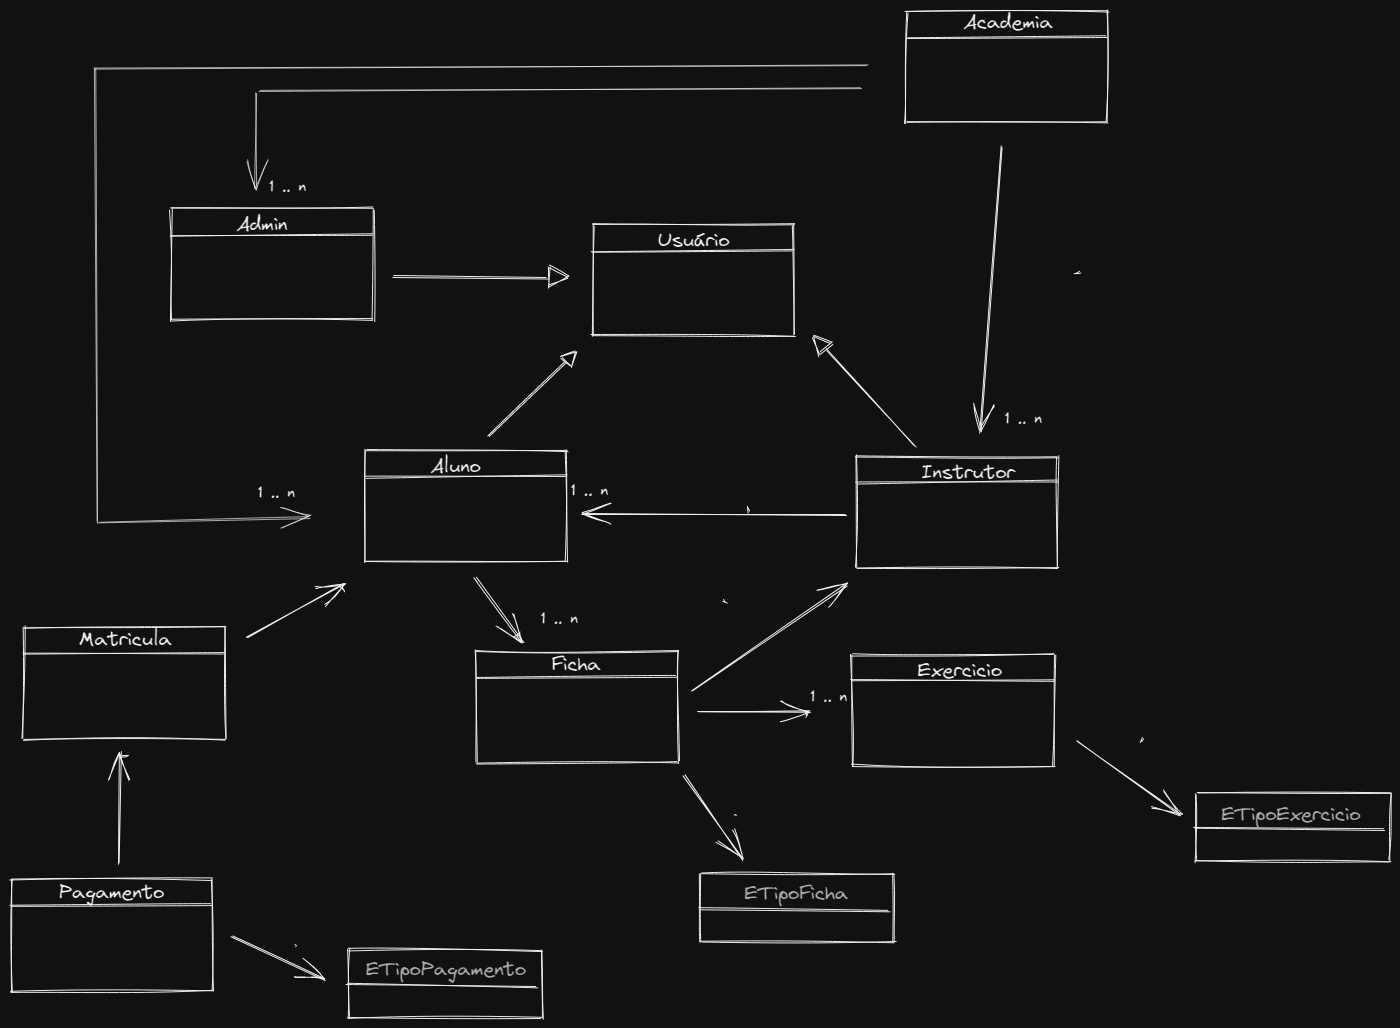 Academia
1 .. n
Admin
Usuário
1 .. n
Aluno
Instrutor
1 .. n
1 .. n
1 .. n
Matricula
Ficha
Exercicio
1 .. n
ETipoExercicio
Pagamento
ETipoFicha
ETipoPagamento